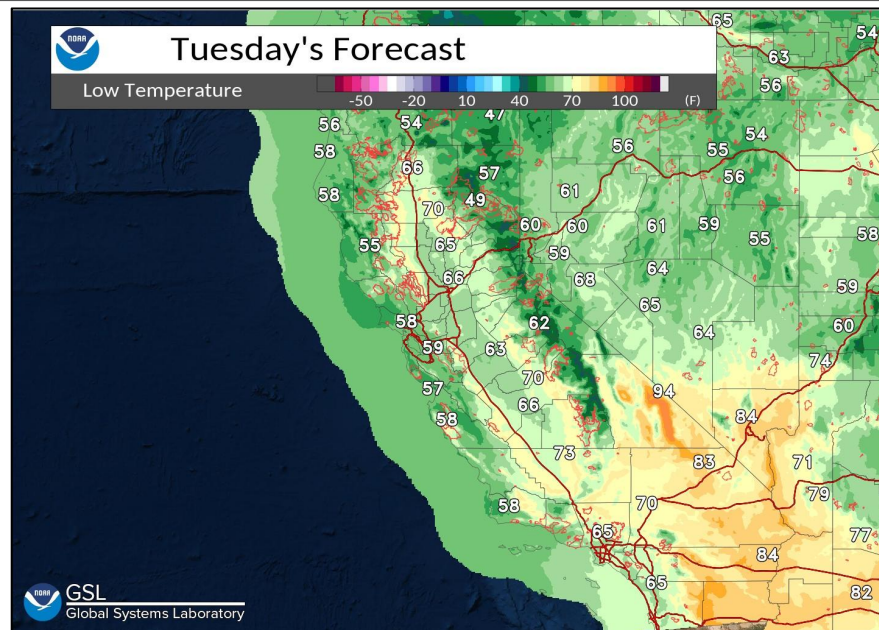 NOAA
Tuesday's Forecast
Low Temperature
-50 -20 10 40 70 100 (F)
65
54
63
56
47
56 54
54
58
56 55
66
57
56
61
58
49
70
60 60 61 59
55 65 59 55 58
66 68 64
59
65
58 62 64 60
59 63
74
57 70
66 94
58 84
73
83 71
79
58 70
65 77
84
65
82
NOAA
GSL
Global Systems Laboratory